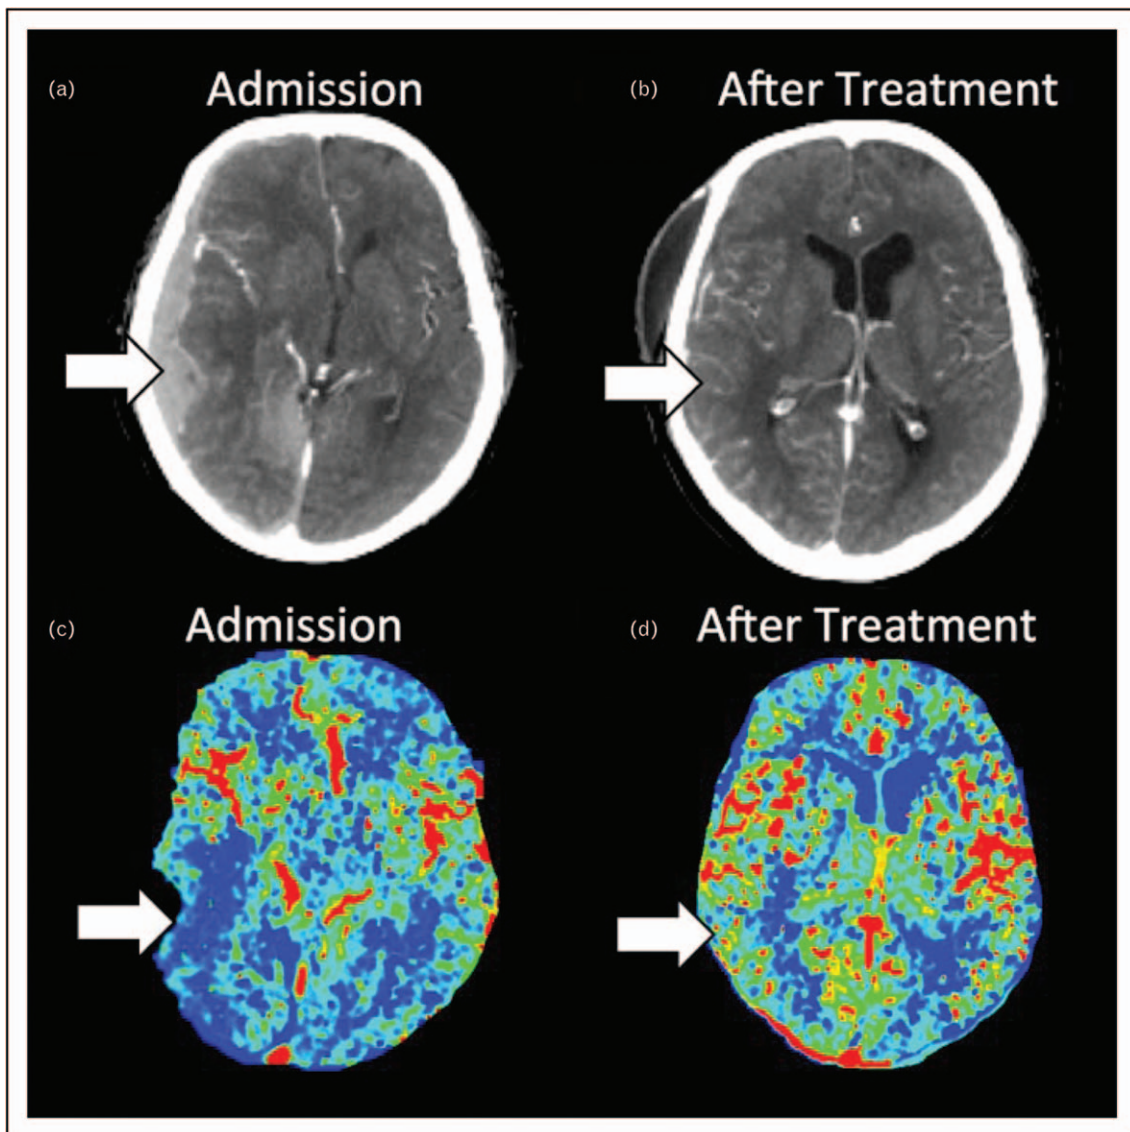 (a) Admission
(b) After Treatment
(c) Admission
(d) After Treatment